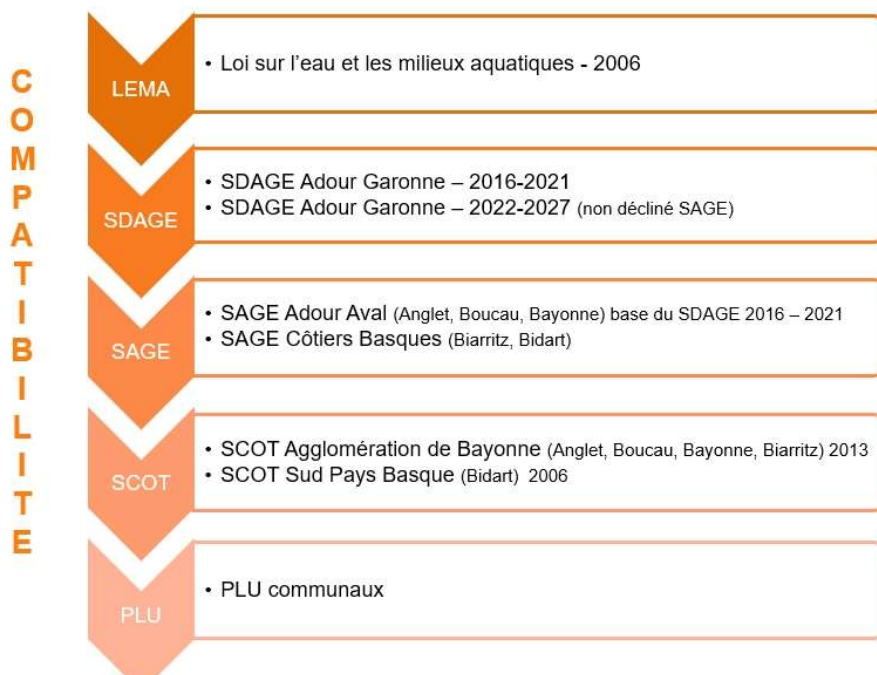 COMPATIBILITE
LEMA
• Loi sur l'eau et les milieux aquatiques - 2006
SDAGE
• SDAGE Adour Garonne – 2016-2021
• SDAGE Adour Garonne – 2022-2027 (non décliné SAGE)
SAGE
• SAGE Adour Aval (Anglet, Boucau, Bayonne) base du SDAGE 2016 – 2021
• SAGE Côtiers Basques (Biarritz, Bidart)
SCOT
• SCOT Agglomération de Bayonne (Anglet, Boucau, Bayonne, Biarritz) 2013
• SCOT Sud Pays Basque (Bidart) 2006
PLU
• PLU communaux